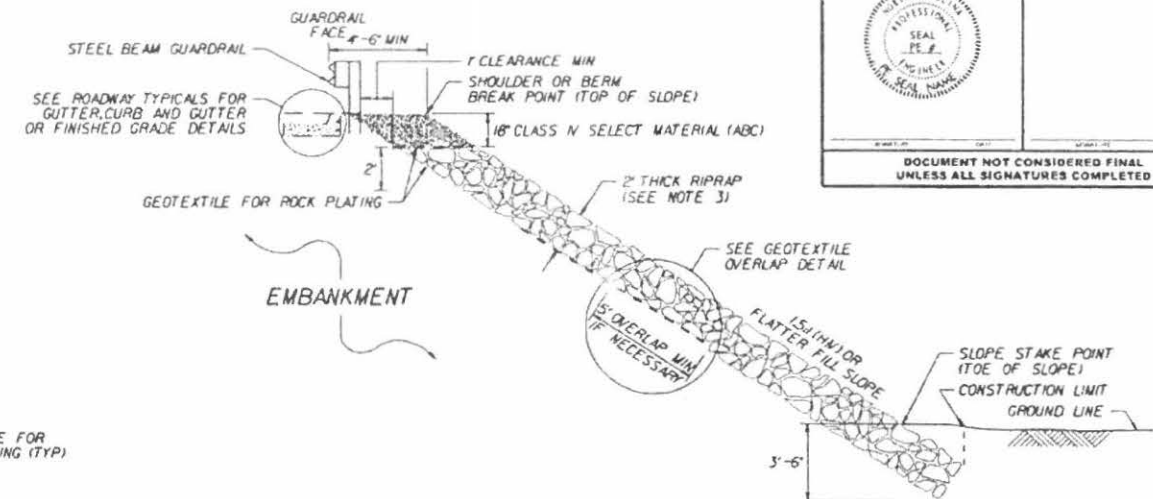 GUARDRAIL
FACE
4'-6" MIN
STEEL BEAM GUARDRAIL
1' CLEARANCE MIN
SHOULDER OR BERM
BREAK POINT (TOP OF SLOPE)
SEE ROADWAY TYPICALS FOR
GUTTER, CURB AND GUTTER
OR FINISHED GRADE DETAILS
18" CLASS IV SELECT MATERIAL (ABC)
2'
GEOTEXTILE FOR ROCK PLATING
2' THICK RIPRAP
(SEE NOTE 3)
SEE GEOTEXTILE
OVERLAP DETAIL
EMBANKMENT
5' OVERLAP MIN
IF NECESSARY
1.5:1 (H:V) OR
FLATTER FILL SLOPE
SLOPE STAKE POINT
(TOE OF SLOPE)
CONSTRUCTION LIMIT
GROUND LINE
3'-6"
E FOR
ING (TYP)
PROFESSIONAL
SEAL
PE #
ENGINEER
PE SEAL NAME
DOCUMENT NOT CONSIDERED FINAL
UNLESS ALL SIGNATURES COMPLETED